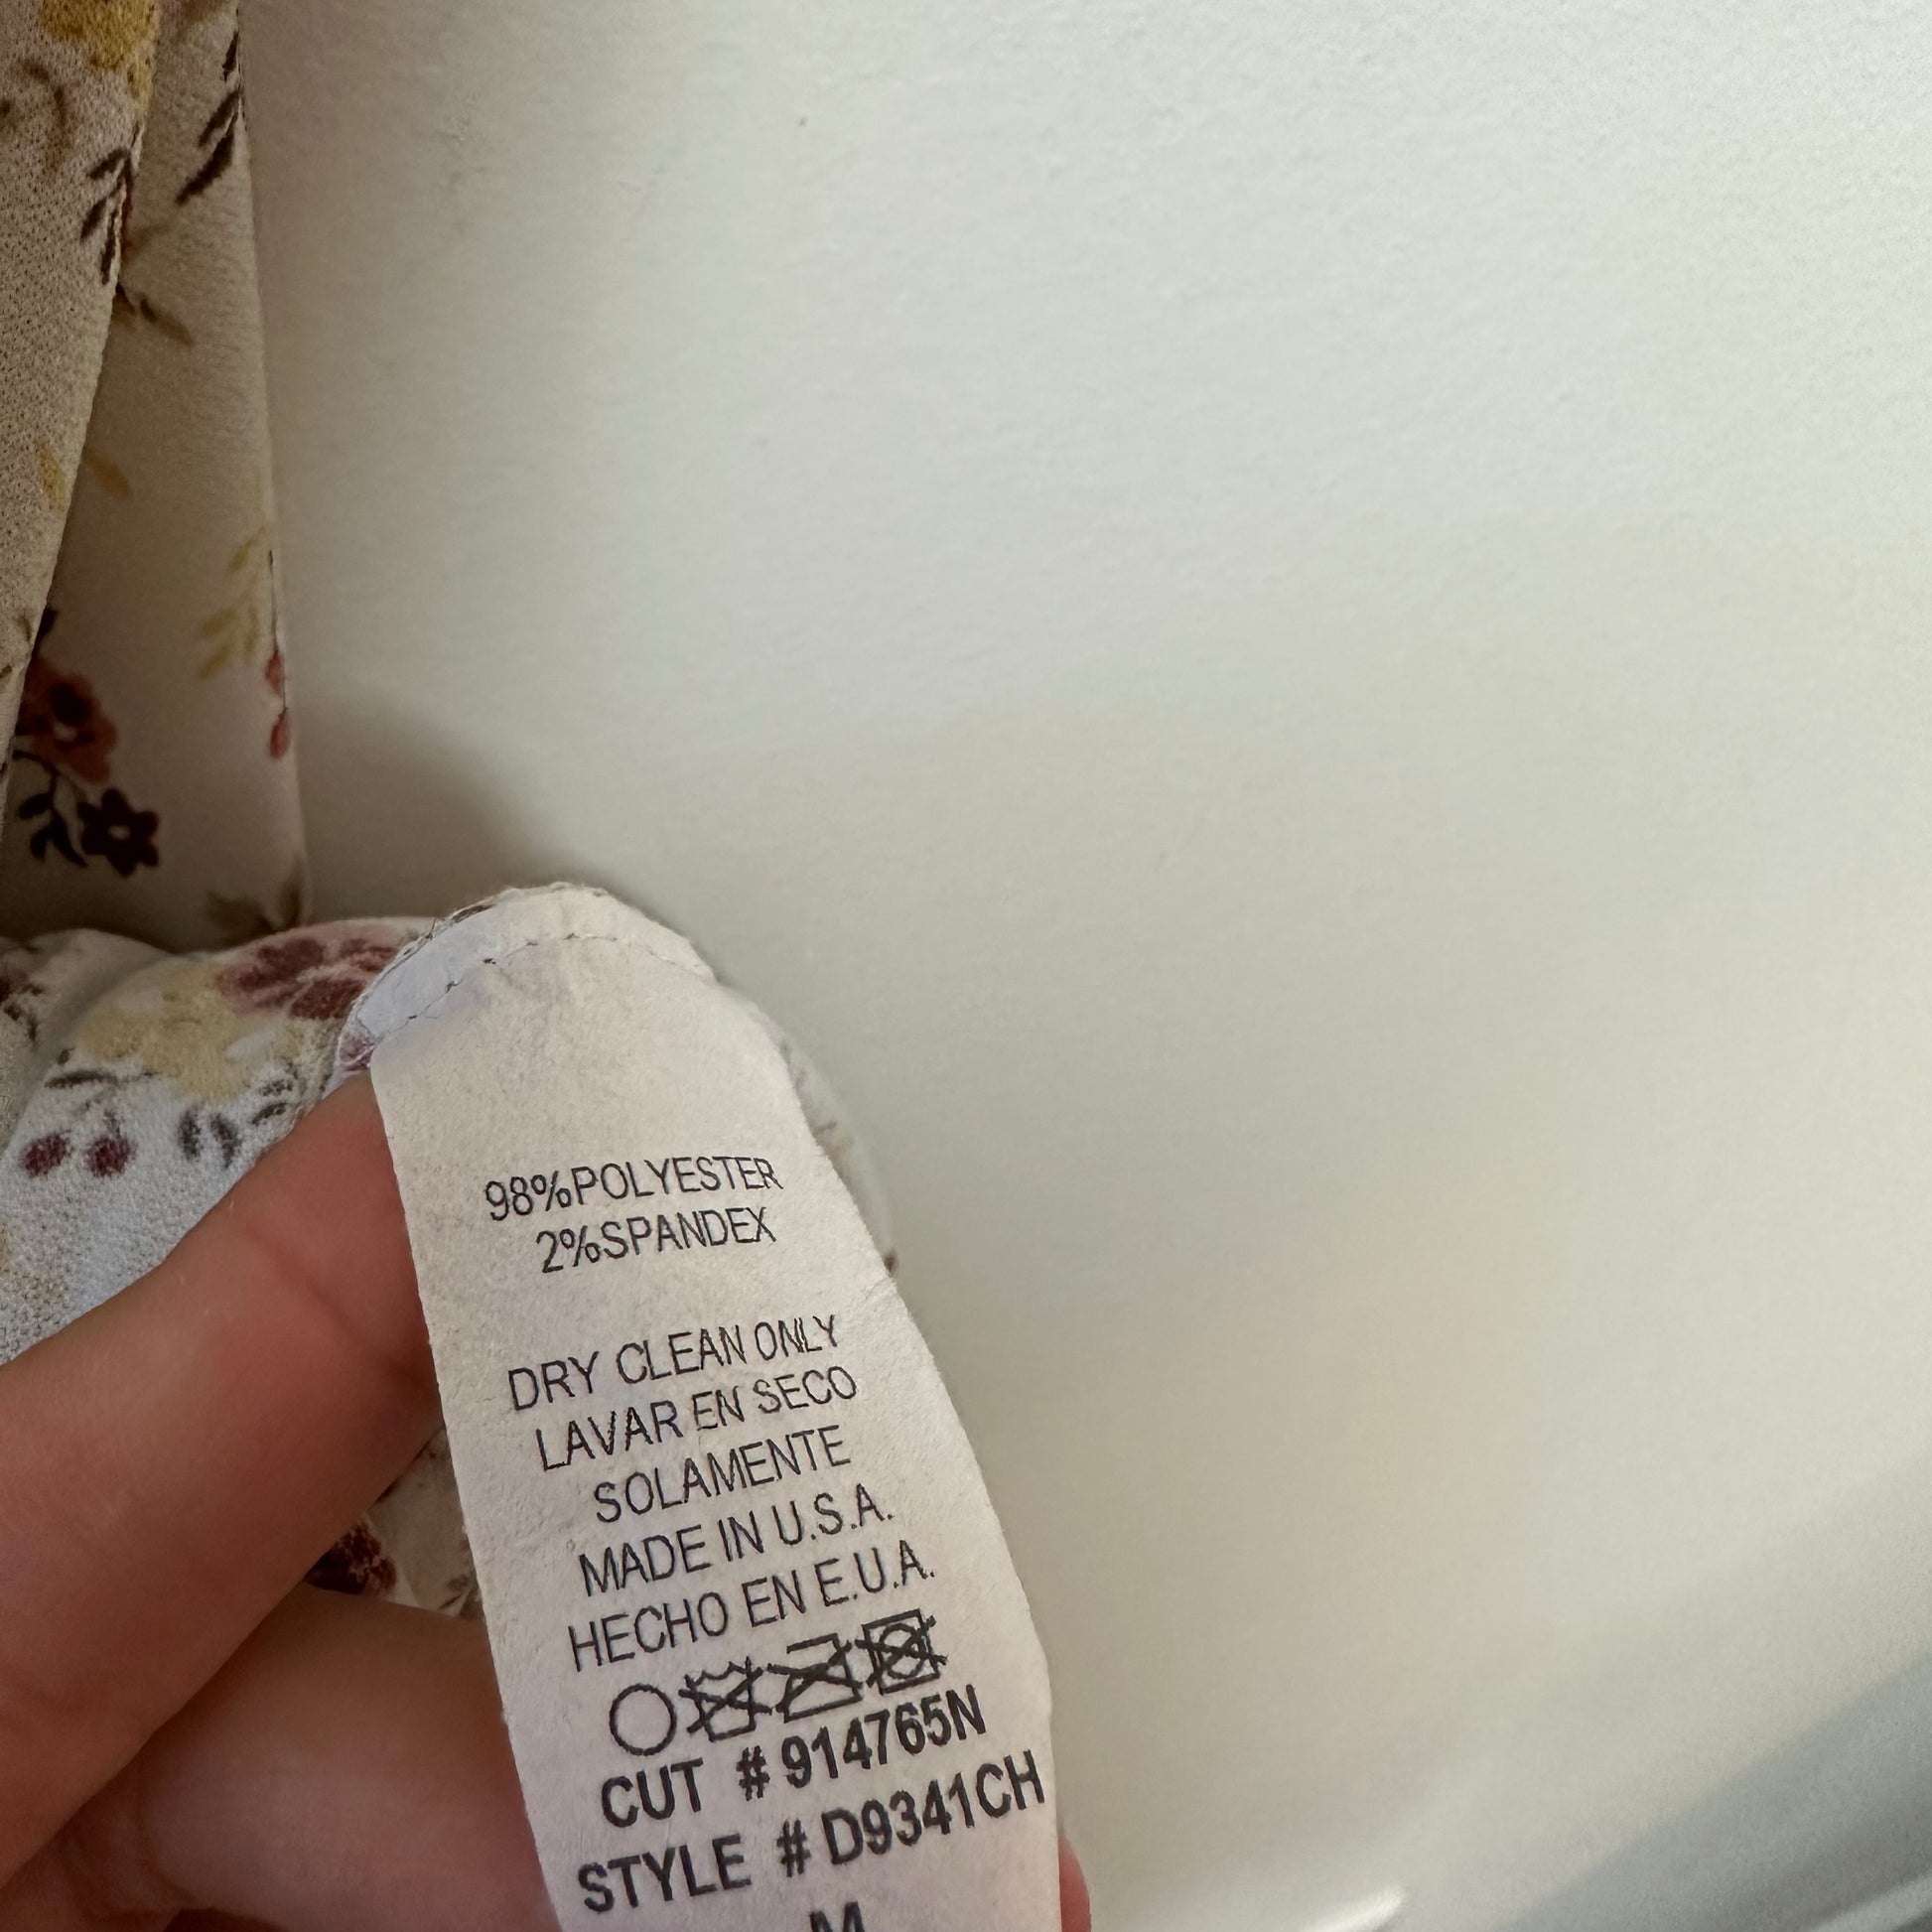 98%POLYESTER
2%SPANDEX
DRY CLEAN ONLY
LAVAR EN SECO
SOLAMENTE
MADE IN U.S.A.
HECHO EN E.U.A.
CUT # 914765N
STYLE # D9341CH
M